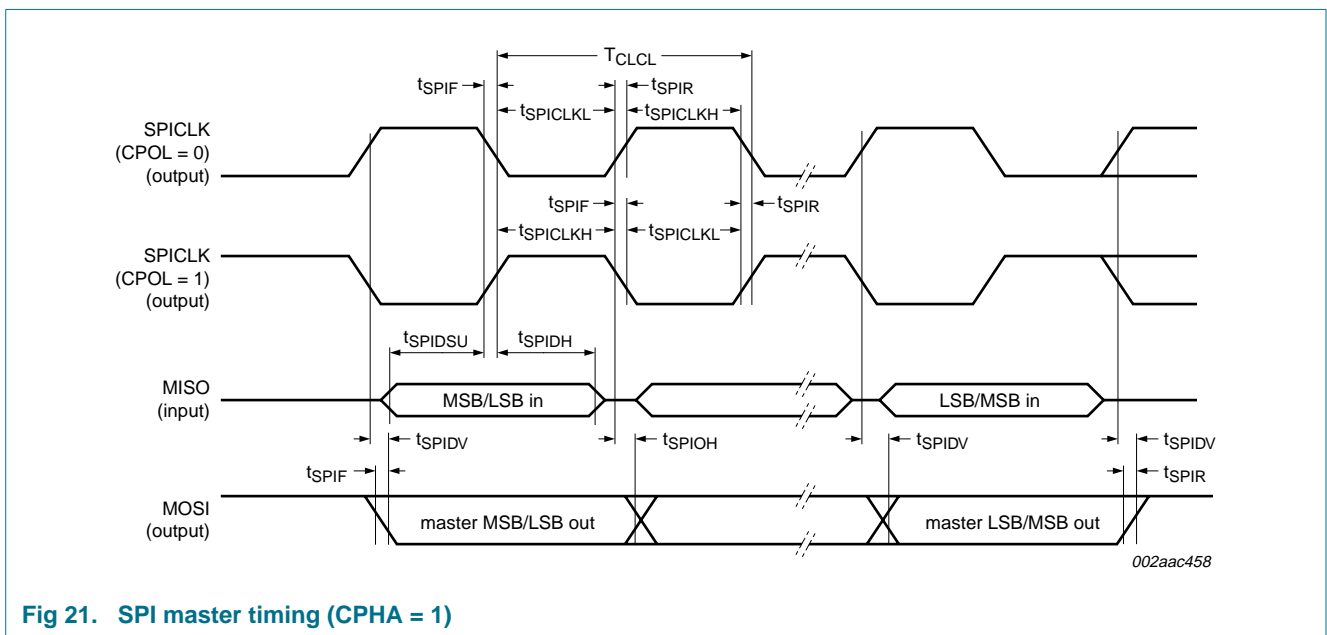 TCLCL
tSPIF
tSPIR
tSPICLKL
tSPICLKH
SPICLK
(CPOL = 0)
(output)
tSPIF
tSPIR
tSPICLKH
tSPICLKL
SPICLK
(CPOL = 1)
(output)
tSPIDSU
tSPIDH
MISO
(input)
MSB/LSB in
LSB/MSB in
tSPIDV
tSPIOH
tSPIDV
tSPIDV
tSPIF
tSPIR
MOSI
(output)
master MSB/LSB out
master LSB/MSB out
002aac458
Fig 21. SPI master timing (CPHA = 1)